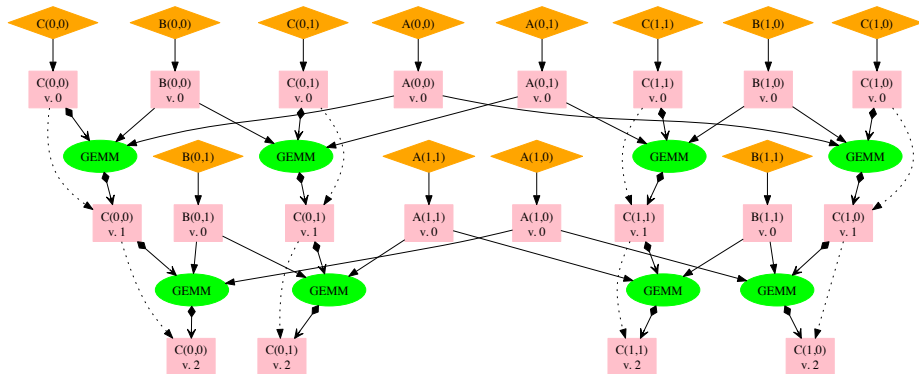 C(0,0)
B(0,0)
C(0,1)
A(0,0)
A(0,1)
C(1,1)
B(1,0)
C(1,0)
C(0,0)
v. 0
B(0,0)
v. 0
C(0,1)
v. 0
A(0,0)
v. 0
A(0,1)
v. 0
C(1,1)
v. 0
B(1,0)
v. 0
C(1,0)
v. 0
GEMM
B(0,1)
GEMM
A(1,1)
A(1,0)
GEMM
B(1,1)
GEMM
C(0,0)
v. 1
B(0,1)
v. 0
C(0,1)
v. 1
A(1,1)
v. 0
A(1,0)
v. 0
C(1,1)
v. 1
B(1,1)
v. 0
C(1,0)
v. 1
GEMM
GEMM
GEMM
GEMM
C(0,0)
v. 2
C(0,1)
v. 2
C(1,1)
v. 2
C(1,0)
v. 2